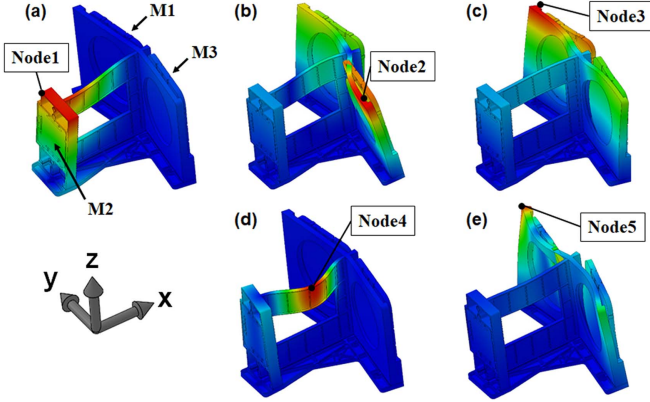 (a)
M1
M3
Node1
M2
(b)
Node2
(c)
Node3
(d)
Node4
(e)
Node5
y
z
x